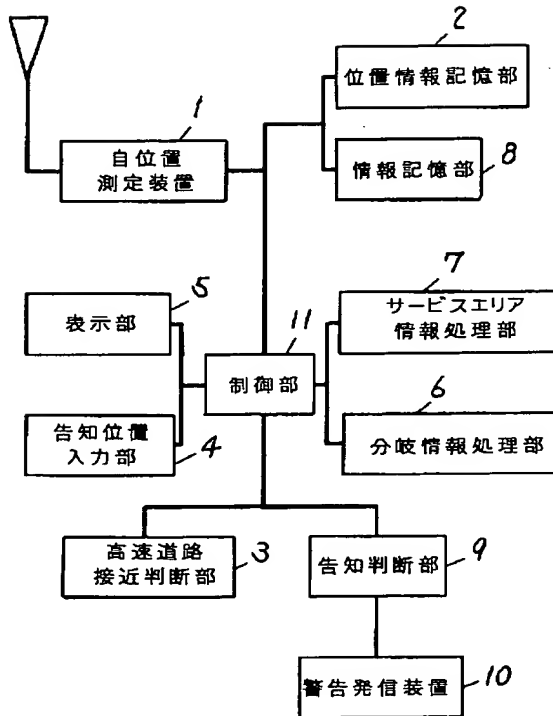 2
位置情報記憶部
1
自位置
測定装置
8
情報記憶部
5
表示部
11
制御部
7
サービスエリア
情報処理部
告知位置
入力部
4
6
分岐情報処理部
高速道路
接近判断部
3
告知判断部
9
警告発信装置
10